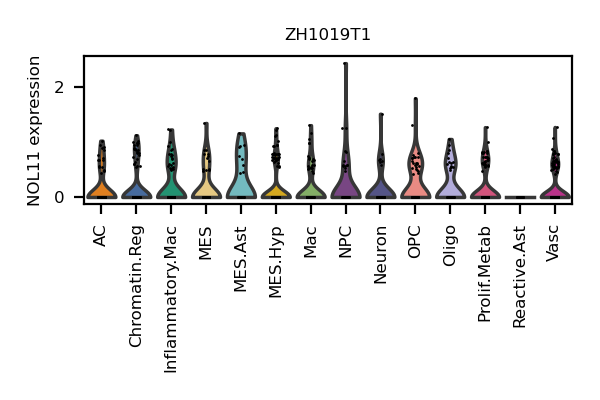 ZH1019T1
NOL11 expression
2
0
AC
Chromatin.Reg
Inflammatory.Mac
MES
MES.Ast
MES.Hyp
Mac
NPC
Neuron
OPC
Oligo
Prolif.Metab
Reactive.Ast
Vasc